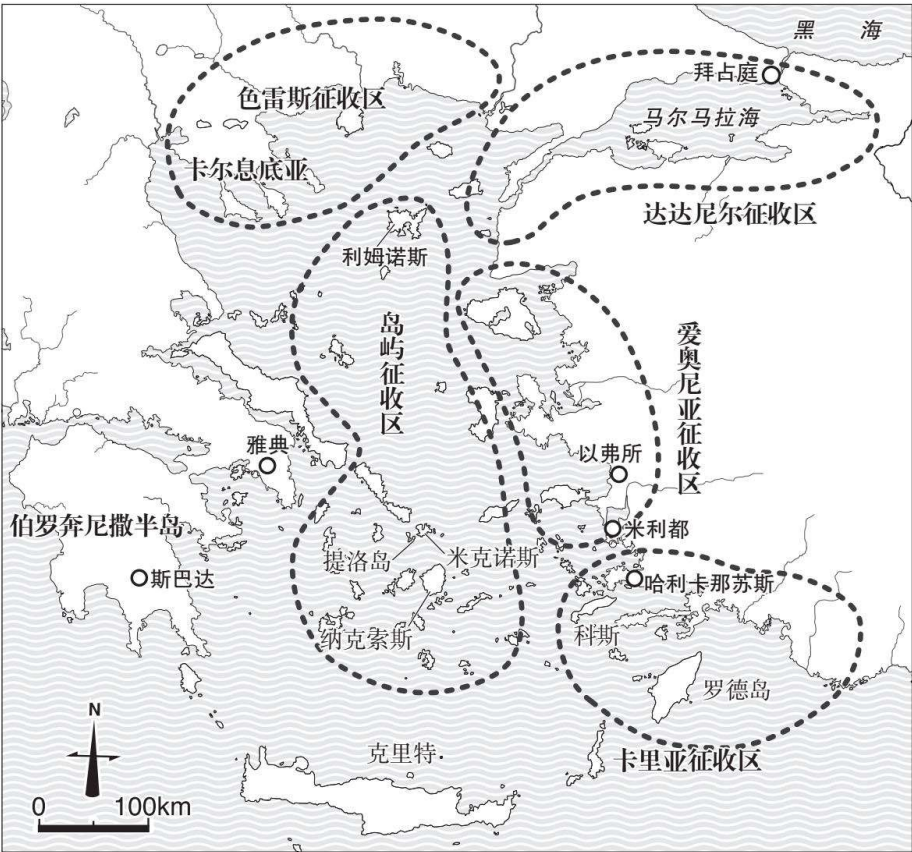 黑海
拜占庭
色雷斯征收区
马尔马拉海
卡尔息底亚
达达尼尔征收区
利姆诺斯
岛屿征收区
爱奥尼亚征收区
雅典
以弗所
伯罗奔尼撒半岛
米利都
提洛岛
米克诺斯
斯巴达
哈利卡那苏斯
纳克索斯
科斯
罗德岛
克里特
卡里亚征收区
N
0 100km